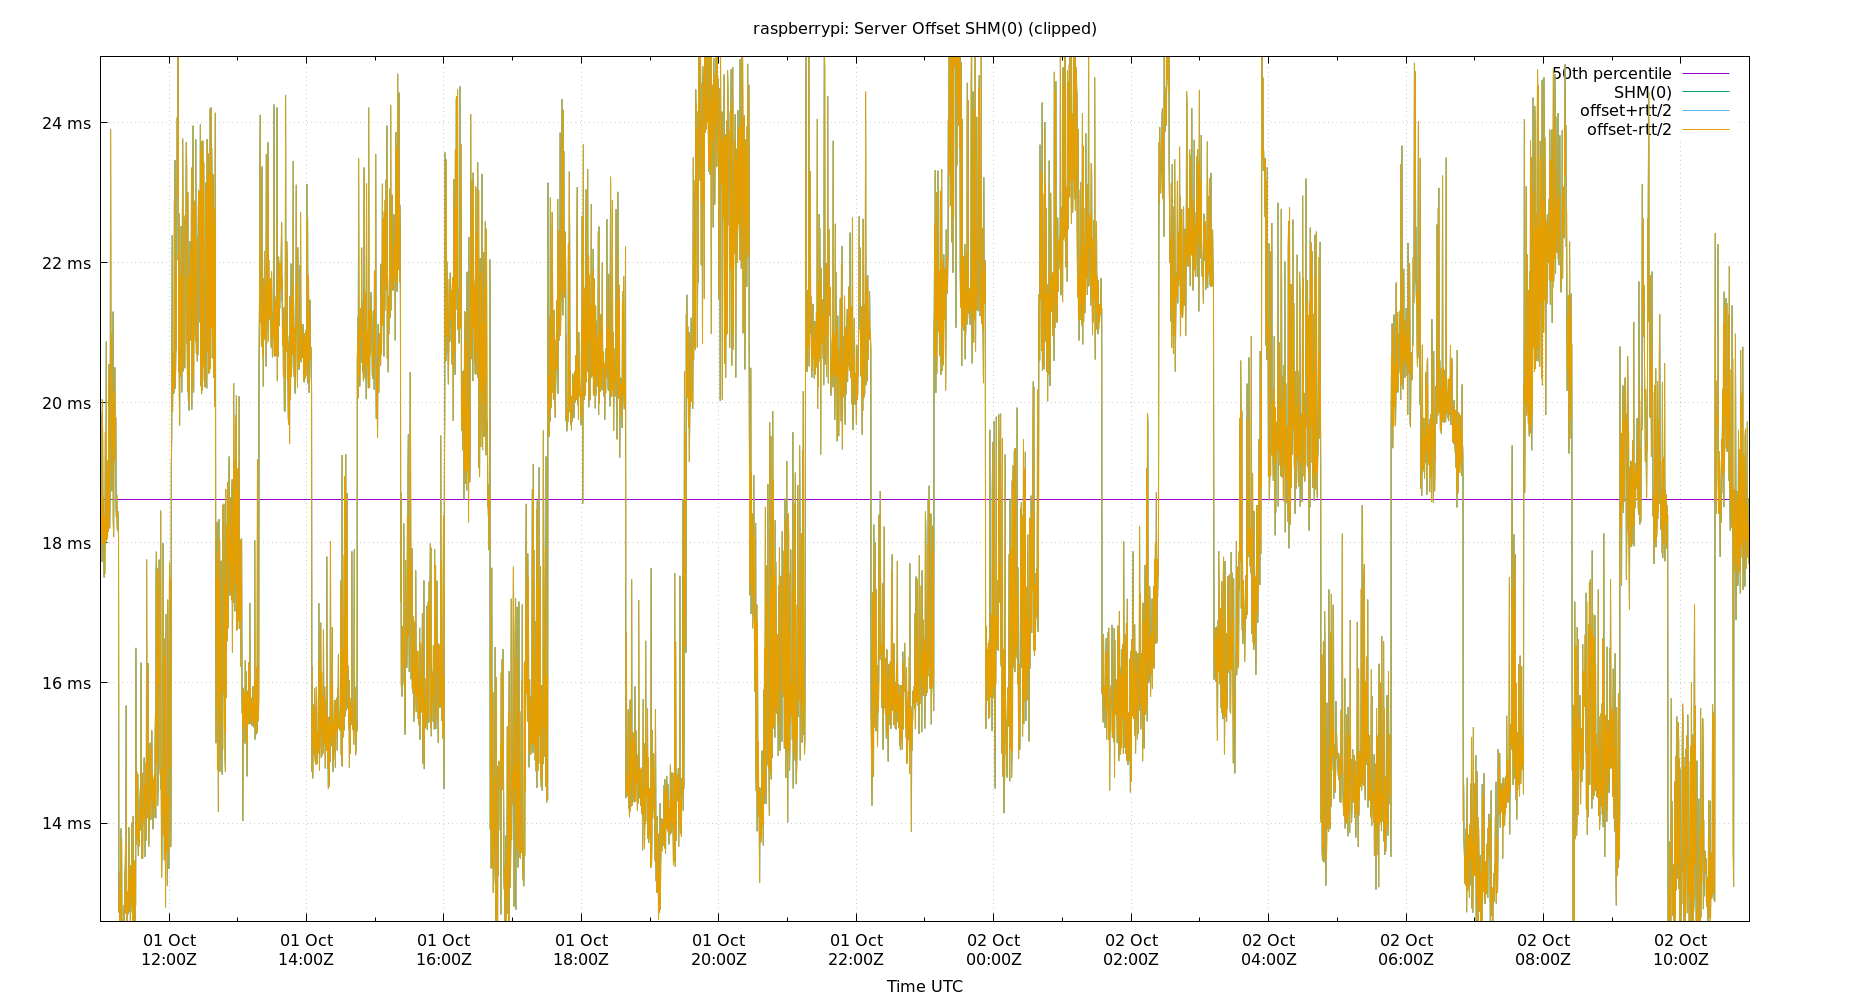 raspberrypi: Server Offset SHM(0) (clipped)
50th percentile
SHM(0)
offset+rtt/2
offset-rtt/2
24 ms
22 ms
20 ms
18 ms
16 ms
14 ms
01 Oct 01 Oct 01 Oct 01 Oct 01 Oct 01 Oct 02 Oct 02 Oct 02 Oct 02 Oct 02 Oct 02 Oct
12:00Z 14:00Z 16:00Z 18:00Z 20:00Z 22:00Z 00:00Z 02:00Z 04:00Z 06:00Z 08:00Z 10:00Z
Time UTC